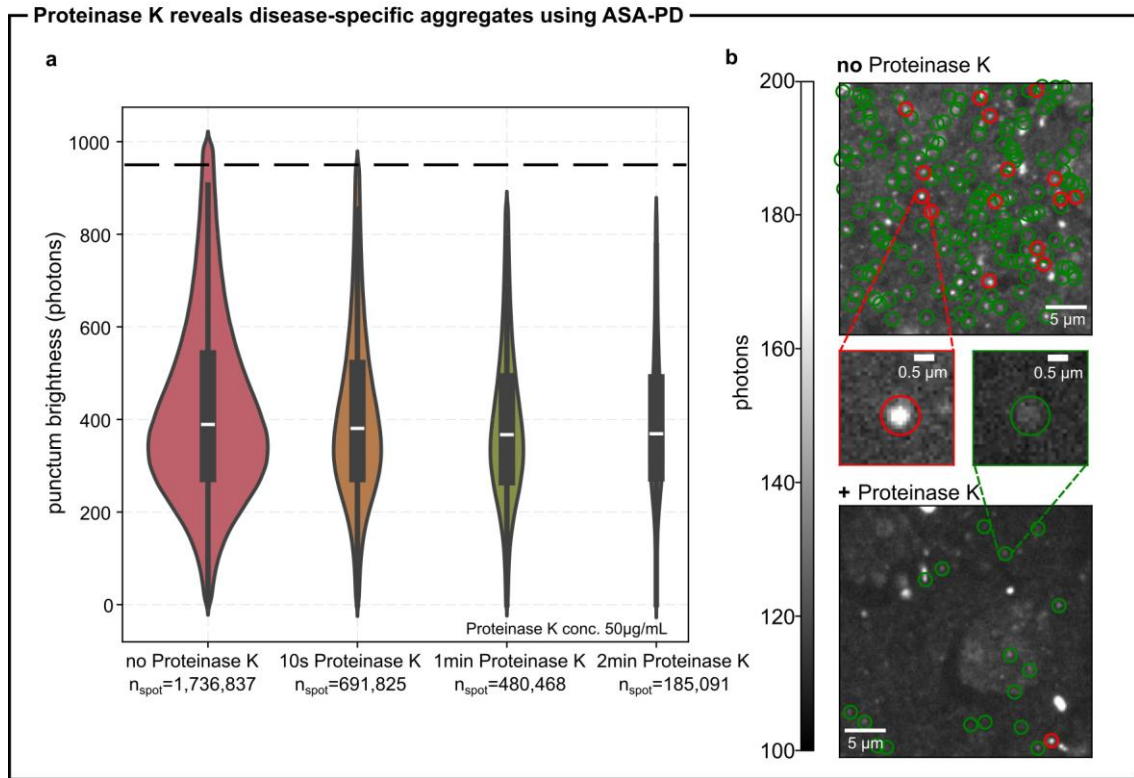 Proteinase K reveals disease-specific aggregates using ASA-PD
a
punctum brightness (photons)
1000
800
600
400
200
0
Proteinase K conc. 50µg/mL
no Proteinase K
n_spot=1,736,837
10s Proteinase K
n_spot=691,825
1min Proteinase K
n_spot=480,468
2min Proteinase K
n_spot=185,091
b
photons
200
180
160
140
120
100
no Proteinase K
5 µm
0.5 µm
0.5 µm
+ Proteinase K
5 µm